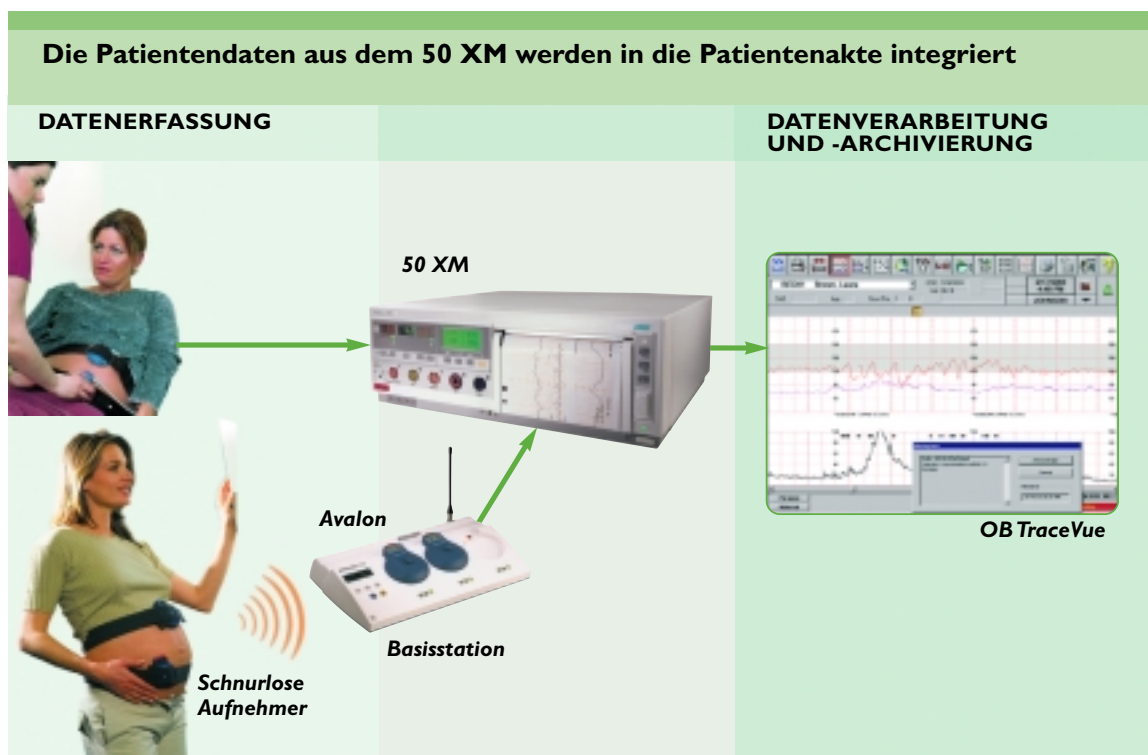 Die Patientendaten aus dem 50 XM werden in die Patientenakte integriert
DATENERFASSUNG
DATENVERARBEITUNG
UND -ARCHIVIERUNG
50 XM
Avalon
Basisstation
Schnurlose
Aufnehmer
OB TraceVue